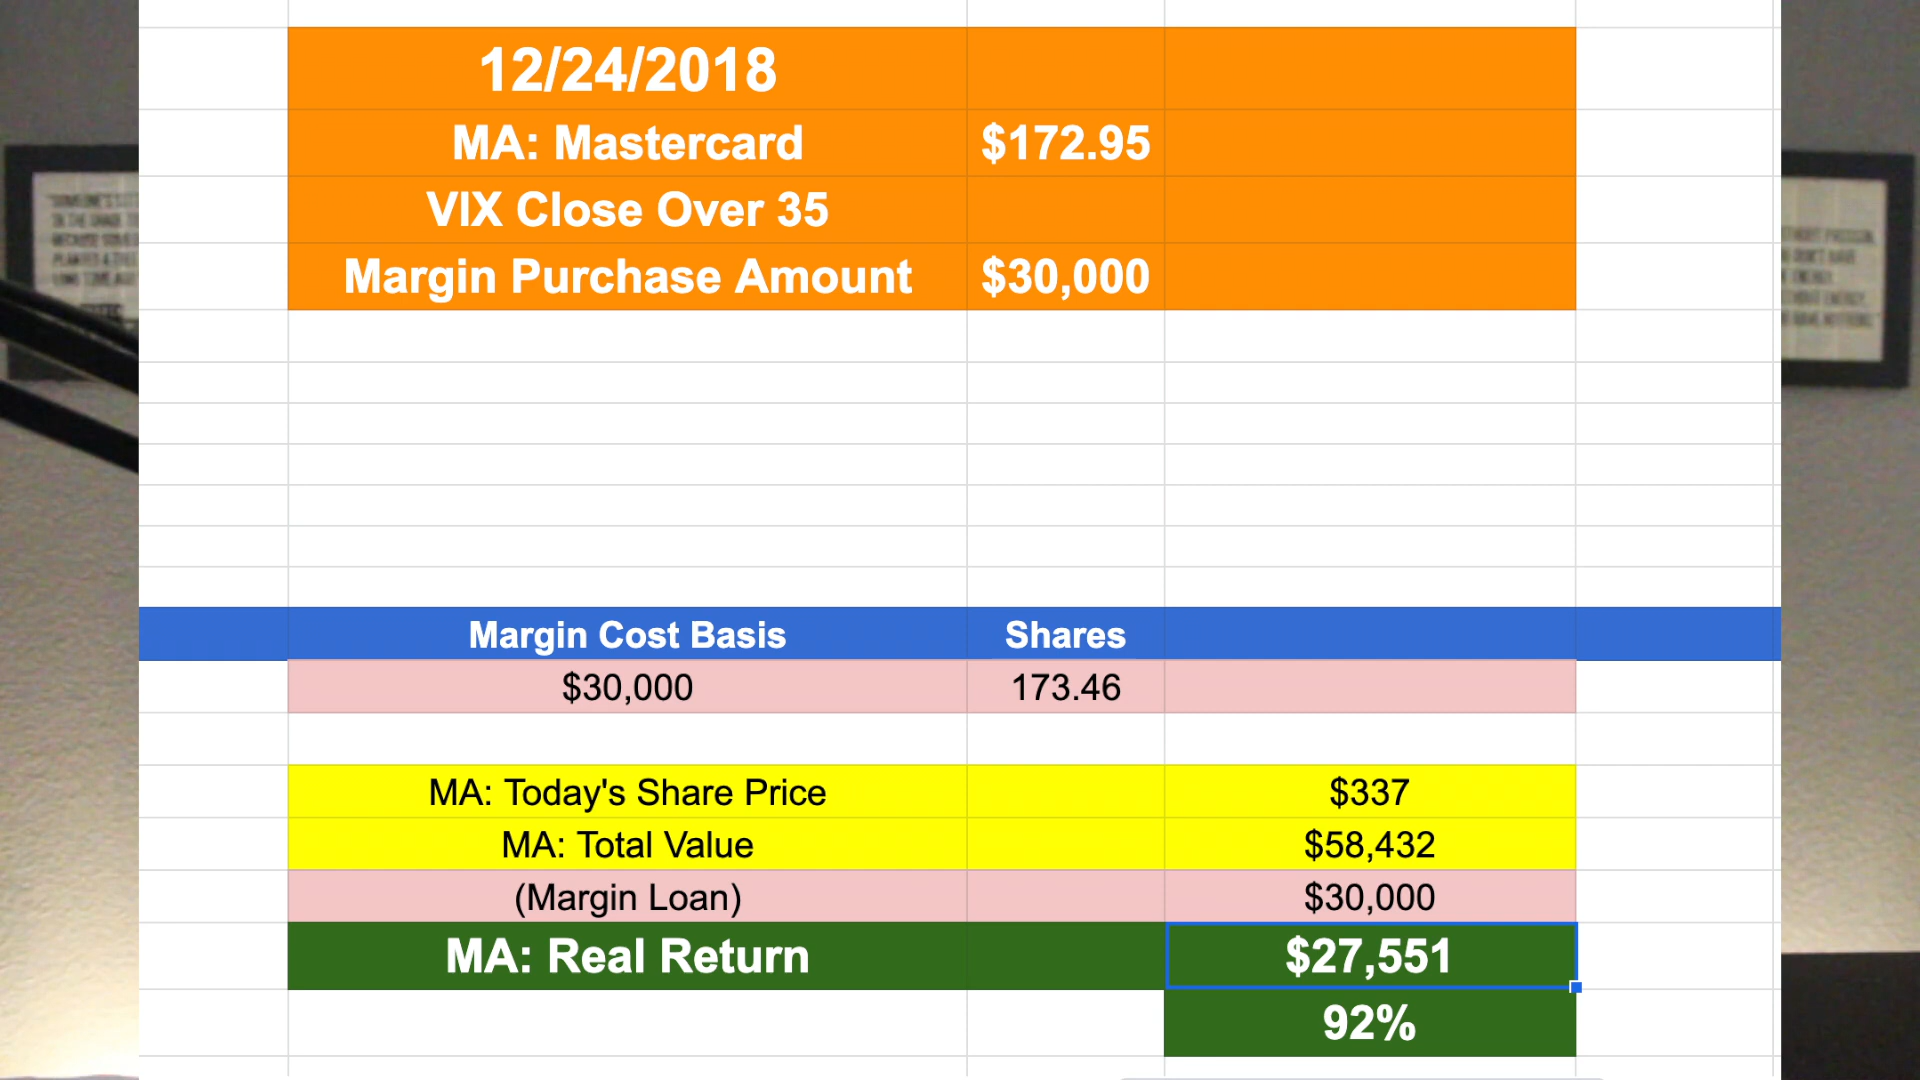 12/24/2018
MA: Mastercard $172.95
VIX Close Over 35
Margin Purchase Amount $30,000
Margin Cost Basis Shares
$30,000 173.46
MA: Today's Share Price $337
MA: Total Value $58,432
(Margin Loan) $30,000
MA: Real Return $27,551
92%